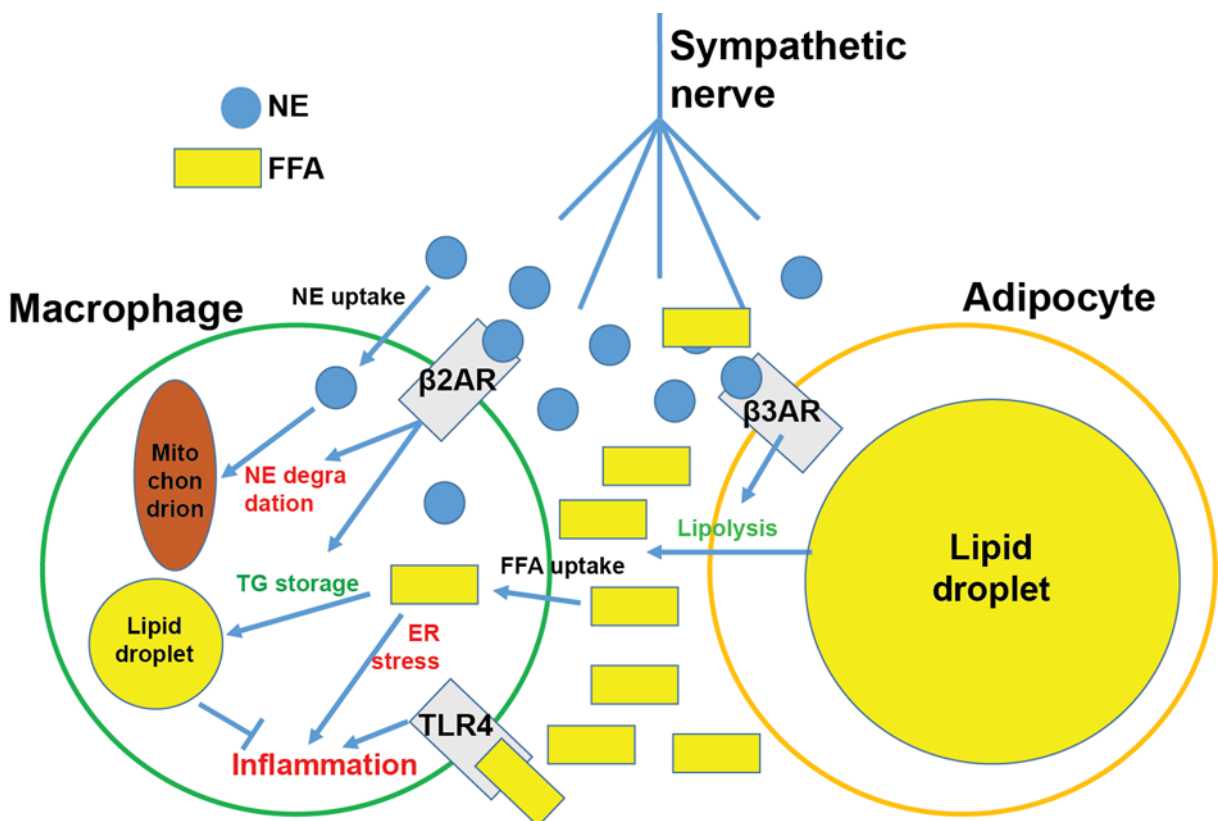 Sympathetic
nerve
NE
FFA
Macrophage
NE uptake
Adipocyte
β2AR
β3AR
Mito
chon
drion
NE degra
dation
Lipolysis
FFA uptake
TG storage
Lipid
droplet
Lipid
droplet
ER
stress
TLR4
Inflammation